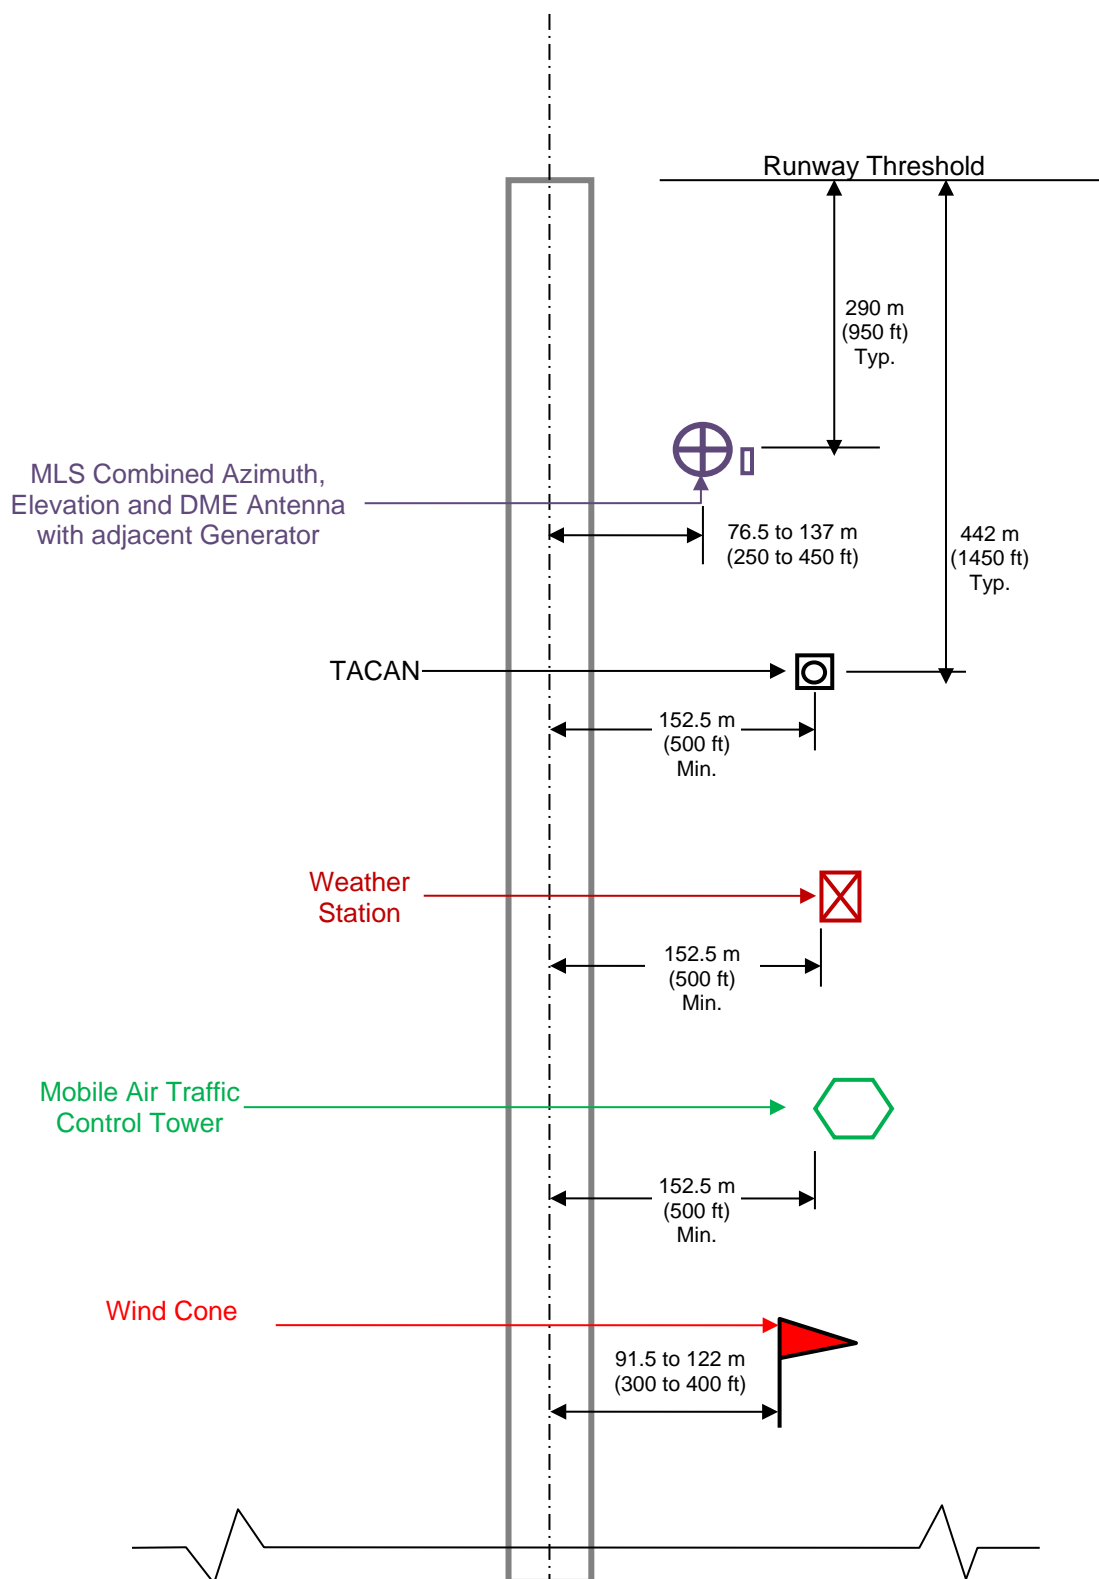 Runway Threshold
290 m
(950 ft)
Typ.
MLS Combined Azimuth,
Elevation and DME Antenna
with adjacent Generator
76.5 to 137 m
(250 to 450 ft)
442 m
(1450 ft)
Typ.
TACAN
152.5 m
(500 ft)
Min.
Weather
Station
152.5 m
(500 ft)
Min.
Mobile Air Traffic
Control Tower
152.5 m
(500 ft)
Min.
Wind Cone
91.5 to 122 m
(300 to 400 ft)